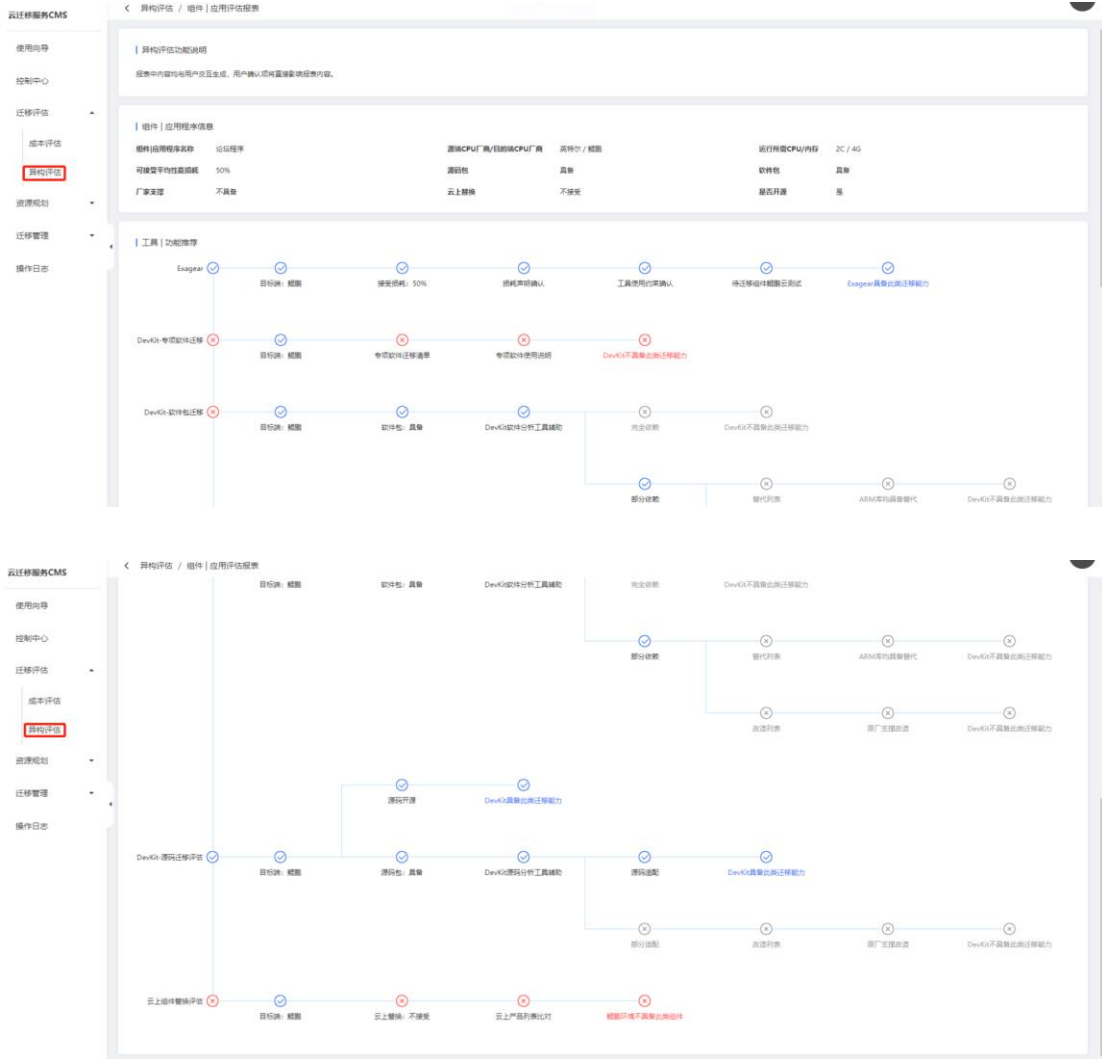 云迁移服务CMS
异构评估 / 组件 | 应用评估报表
使用向导
控制中心
迁移评估
成本评估
异构评估
资源规划
迁移管理
操作日志
异构评估功能说明
报表中内容均与用户交互生成，用户确认项将直接影响报表内容。
组件 | 应用程序信息
组件|应用程序名称 论坛程序 源端CPU厂商/目的端CPU厂商 英特尔 / 鲲鹏 运行所需CPU/内存 2C / 4G
可接受平均性能损耗 50% 源码包 具备 软件包 具备
厂家支撑 不具备 云上替换 不接受 是否开源 是
工具 | 功能推荐
Exagear
目标端：鲲鹏 接受损耗：50% 损耗声明确认 工具使用约束确认 待迁移组件鲲鹏云测试 Exagear具备此类迁移能力
DevKit-专项软件迁移
目标端：鲲鹏 专项软件迁移清单 专项软件使用说明 DevKit不具备此类迁移能力
DevKit-软件包迁移
目标端：鲲鹏 软件包：具备 DevKit软件分析工具辅助 完全依赖 DevKit不具备此类迁移能力
部分依赖 替代列表 ARM库均具备替代 DevKit不具备此类迁移能力
云迁移服务CMS
异构评估 / 组件 | 应用评估报表
使用向导
控制中心
迁移评估
成本评估
异构评估
资源规划
迁移管理
操作日志
目标端：鲲鹏 软件包：具备 DevKit软件分析工具辅助 完全依赖 DevKit不具备此类迁移能力
部分依赖 替代列表 ARM库均具备替代 DevKit不具备此类迁移能力
改造列表 原厂支撑改造 DevKit不具备此类迁移能力
源码开源 DevKit具备此类迁移能力
DevKit-源码迁移评估
目标端：鲲鹏 源码包：具备 DevKit源码分析工具辅助 源码适配 DevKit具备此类迁移能力
部分适配 改造列表 原厂支撑改造 DevKit不具备此类迁移能力
云上组件替换评估
目标端：鲲鹏 云上替换：不接受 云上产品列表比对 鲲鹏环境不具备此类组件